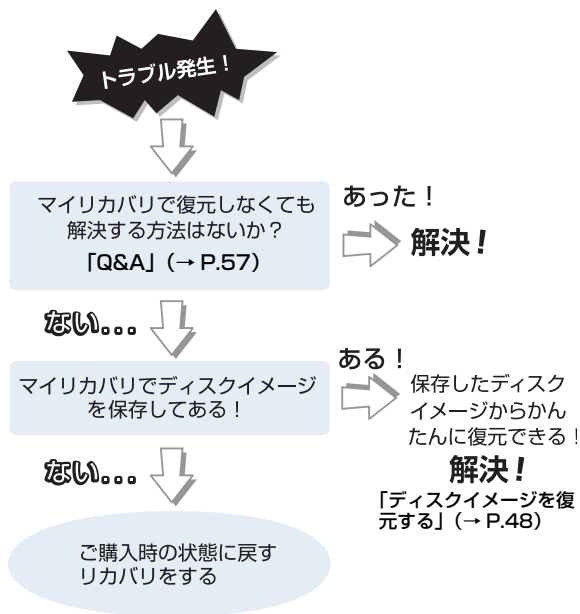 トラブル発生！
マイリカバリで復元しなくても
解決する方法はないか？
「Q&A」（→ P.57）
あった！
解決！
ない...
マイリカバリでディスクイメージ
を保存してある！
ある！
保存したディスク
イメージからかん
たんに復元できる！
解決！
「ディスクイメージを復
元する」（→ P.48）
ない...
ご購入時の状態に戻す
リカバリをする